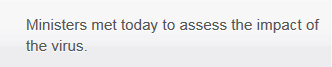 Ministers met today to assess the impact of
the virus.